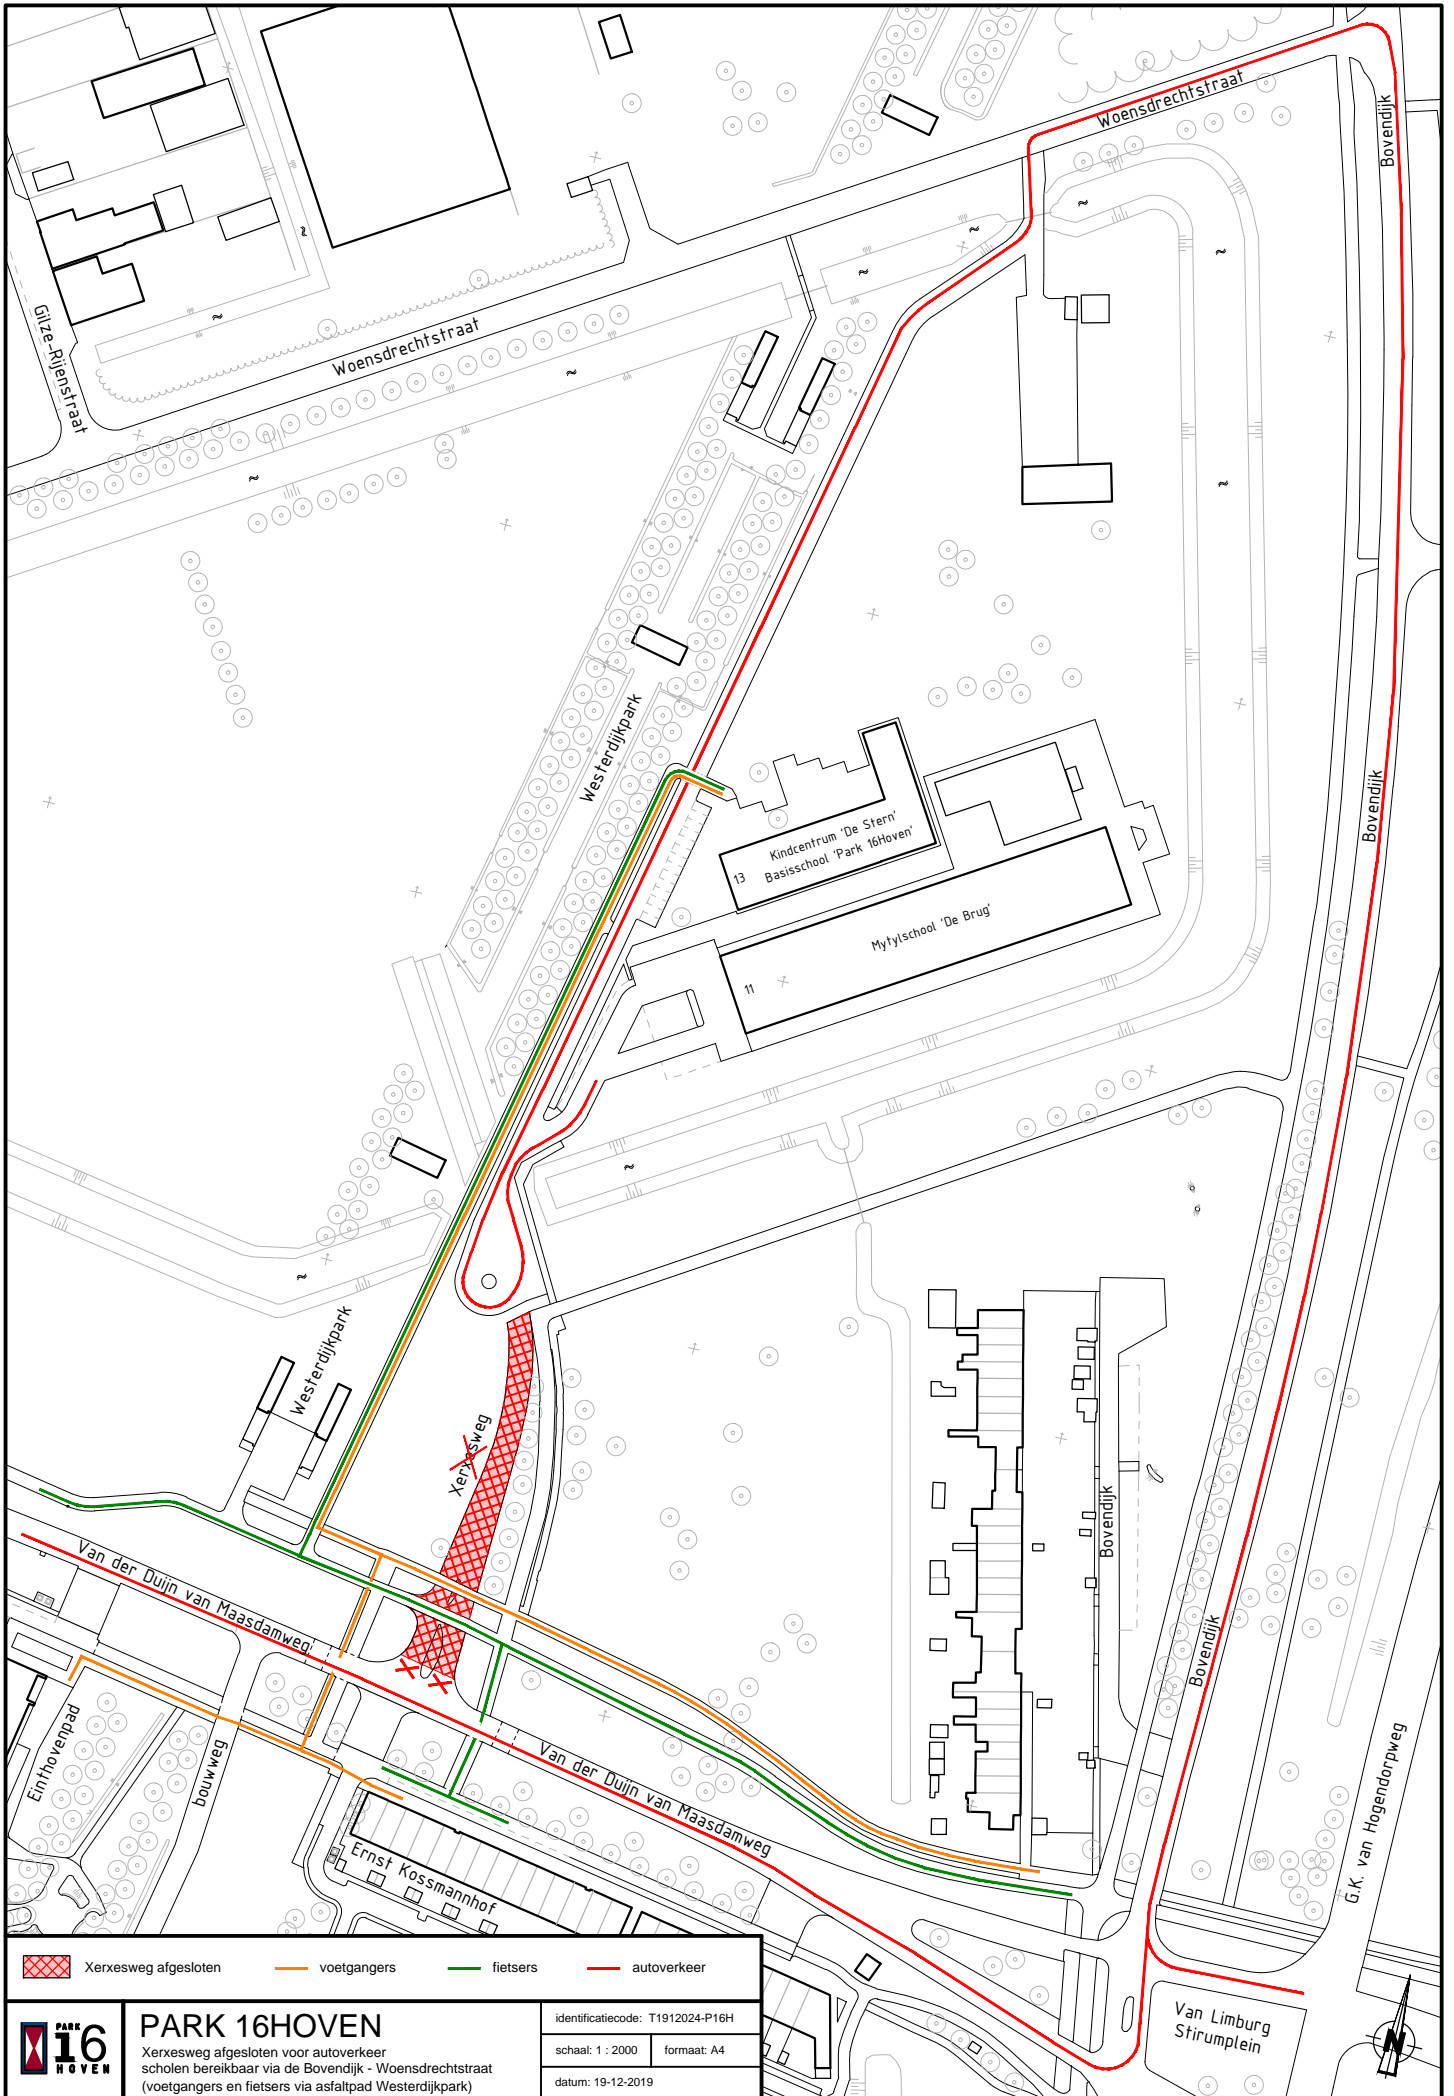 Woensdrechtstraat
Bovendijk
Gilze-Rijenstraat
Woensdrechtstraat
Westerdijkpark
Bovendijk
Kindcentrum 'De Stern'
Basisschool 'Park 16Hoven'
13
Mytylschool 'De Brug'
11
Westerdijkpark
Xerxesweg
Bovendijk
Van der Duijn van Maasdamweg
Bovendijk
Einthovenpad
bouwweg
Van der Duijn van Maasdamweg
G.K. van Hogendorpweg
Ernst Kossmannhof
Van Limburg
Stirumplein
N
Xerxesweg afgesloten
voetgangers
fietsers
autoverkeer
PARK
16
HOVEN
PARK 16HOVEN
Xerxesweg afgesloten voor autoverkeer
scholen bereikbaar via de Bovendijk - Woensdrechtstraat
(voetgangers en fietsers via asfaltpad Westerdijkpark)
identificatiecode: T1912024-P16H
schaal: 1 : 2000
formaat: A4
datum: 19-12-2019